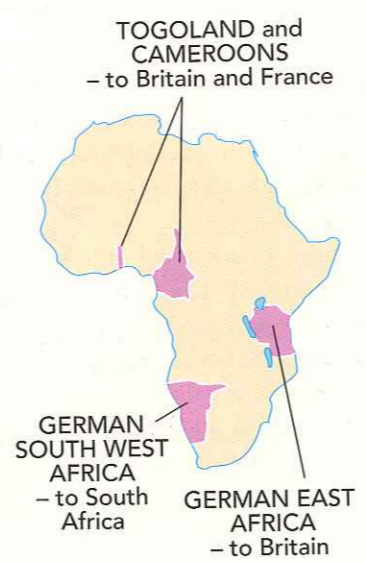 TOGOLAND and
CAMEROONS
– to Britain and France
GERMAN
SOUTH WEST
AFRICA
– to South
Africa
GERMAN EAST
AFRICA
– to Britain